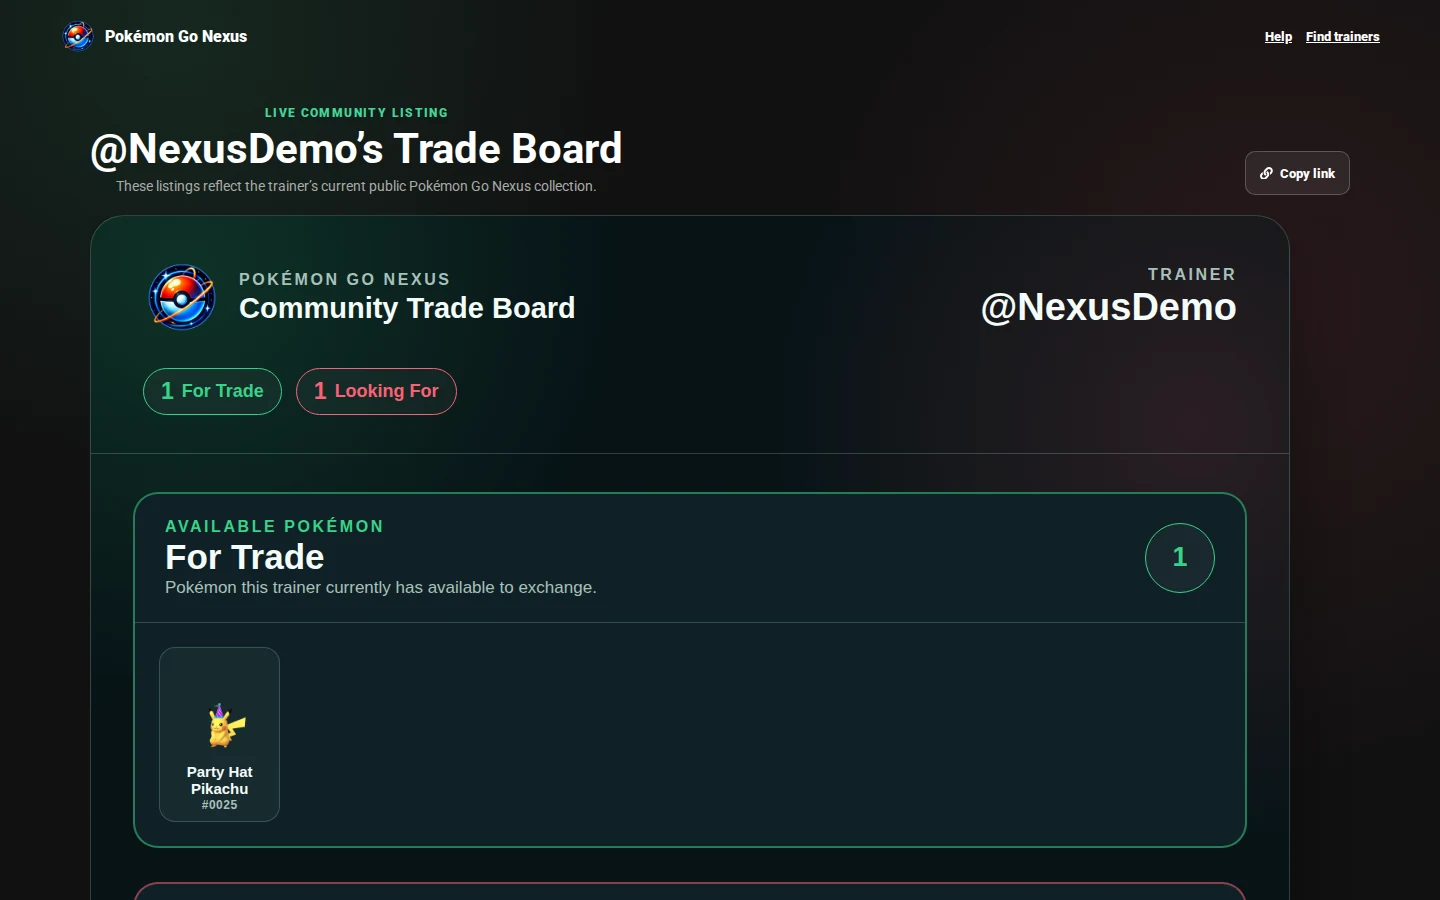 Pokémon Go Nexus
Help
Find trainers
LIVE COMMUNITY LISTING
@NexusDemo’s Trade Board
These listings reflect the trainer’s current public Pokémon Go Nexus collection.
Copy link
POKÉMON GO NEXUS
Community Trade Board
TRAINER
@NexusDemo
1 For Trade
1 Looking For
AVAILABLE POKÉMON
For Trade
Pokémon this trainer currently has available to exchange.
1
Party Hat
Pikachu
#0025